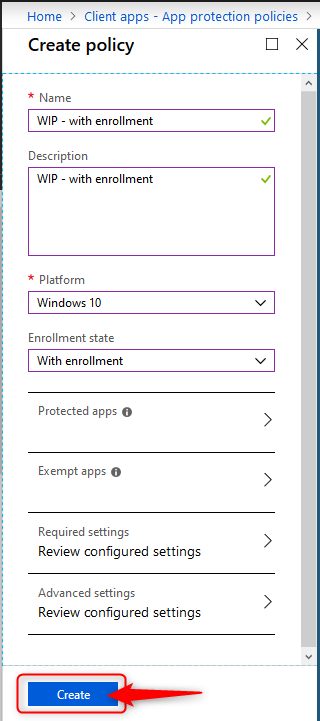 Home > Client apps - App protection policies >
Create policy
* Name
WIP - with enrollment
Description
WIP - with enrollment
* Platform
Windows 10
Enrollment state
With enrollment
Protected apps
Exempt apps
Required settings
Review configured settings
Advanced settings
Review configured settings
Create